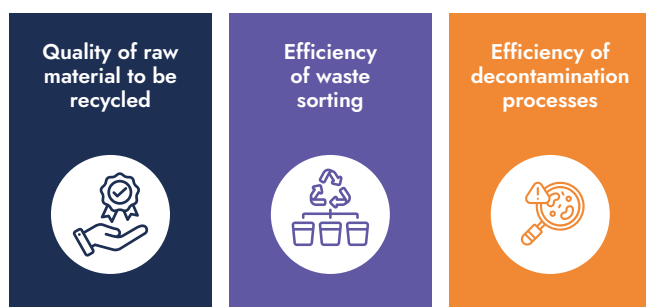 Quality of raw
material to be
recycled
Efficiency
of waste
sorting
Efficiency of
decontamination
processes